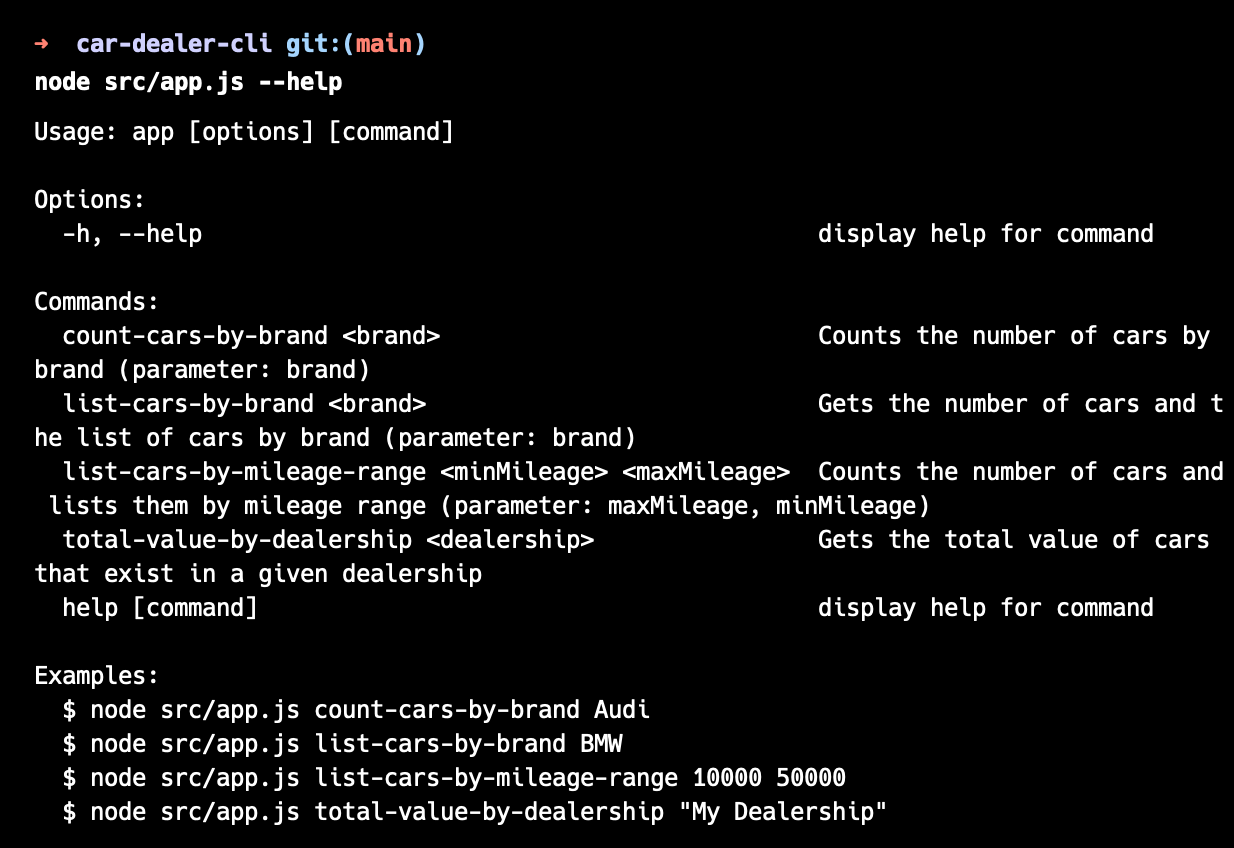 ➜  car-dealer-cli git:(main)
node src/app.js --help
Usage: app [options] [command]

Options:
  -h, --help                                            display help for command

Commands:
  count-cars-by-brand <brand>                           Counts the number of cars by
brand (parameter: brand)
  list-cars-by-brand <brand>                            Gets the number of cars and t
he list of cars by brand (parameter: brand)
  list-cars-by-mileage-range <minMileage> <maxMileage>  Counts the number of cars and
 lists them by mileage range (parameter: maxMileage, minMileage)
  total-value-by-dealership <dealership>                Gets the total value of cars
that exist in a given dealership
  help [command]                                        display help for command

Examples:
  $ node src/app.js count-cars-by-brand Audi
  $ node src/app.js list-cars-by-brand BMW
  $ node src/app.js list-cars-by-mileage-range 10000 50000
  $ node src/app.js total-value-by-dealership "My Dealership"